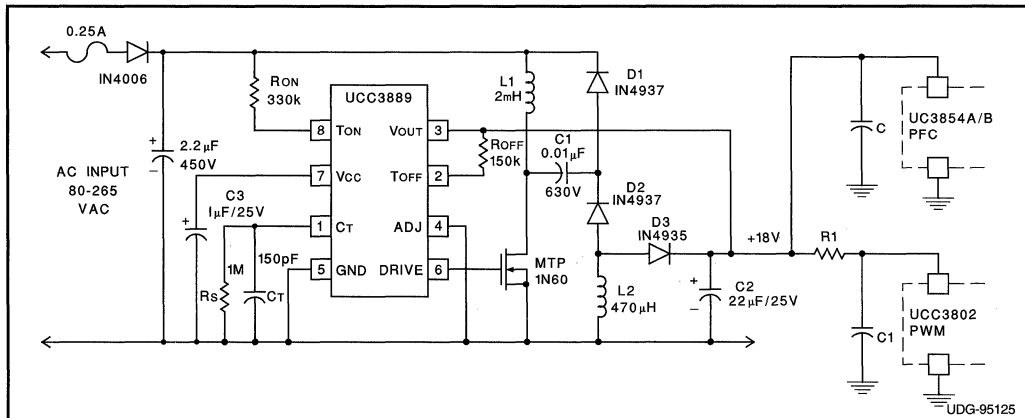 0.25A
IN4006
RON
330k
UCC3889
L1
2mH
D1
IN4937
8 TON
VOUT 3
ROFF
150k
C1
0.01µF
630V
UC3854A/B
PFC
C
+
2.2µF
450V
–
AC INPUT
80-265
VAC
7 VCC
TOFF 2
C3
1µF/25V
+
D2
IN4937
1 CT
ADJ 4
D3
IN4935
+18V
R1
150pF
1M
5 GND
DRIVE 6
MTP
1N60
RS
CT
L2
470µH
+
–
C2
22µF/25V
C1
UCC3802
PWM
UDG-95125